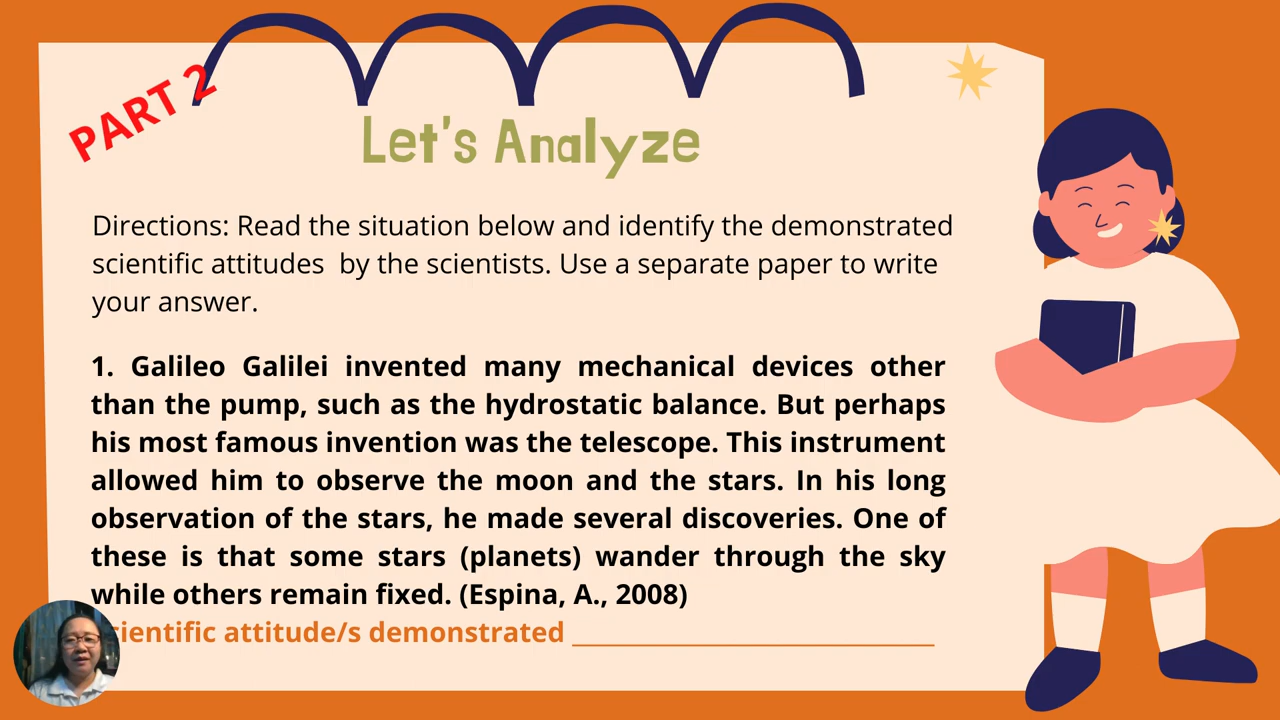 PART 2
Let's Analyze
Directions: Read the situation below and identify the demonstrated
scientific attitudes  by the scientists. Use a separate paper to write
your answer.
1. Galileo Galilei invented many mechanical devices other
than the pump, such as the hydrostatic balance. But perhaps
his most famous invention was the telescope. This instrument
allowed him to observe the moon and the stars. In his long
observation of the stars, he made several discoveries. One of
these is that some stars (planets) wander through the sky
while others remain fixed. (Espina, A., 2008)
cientific attitude/s demonstrated ________________________